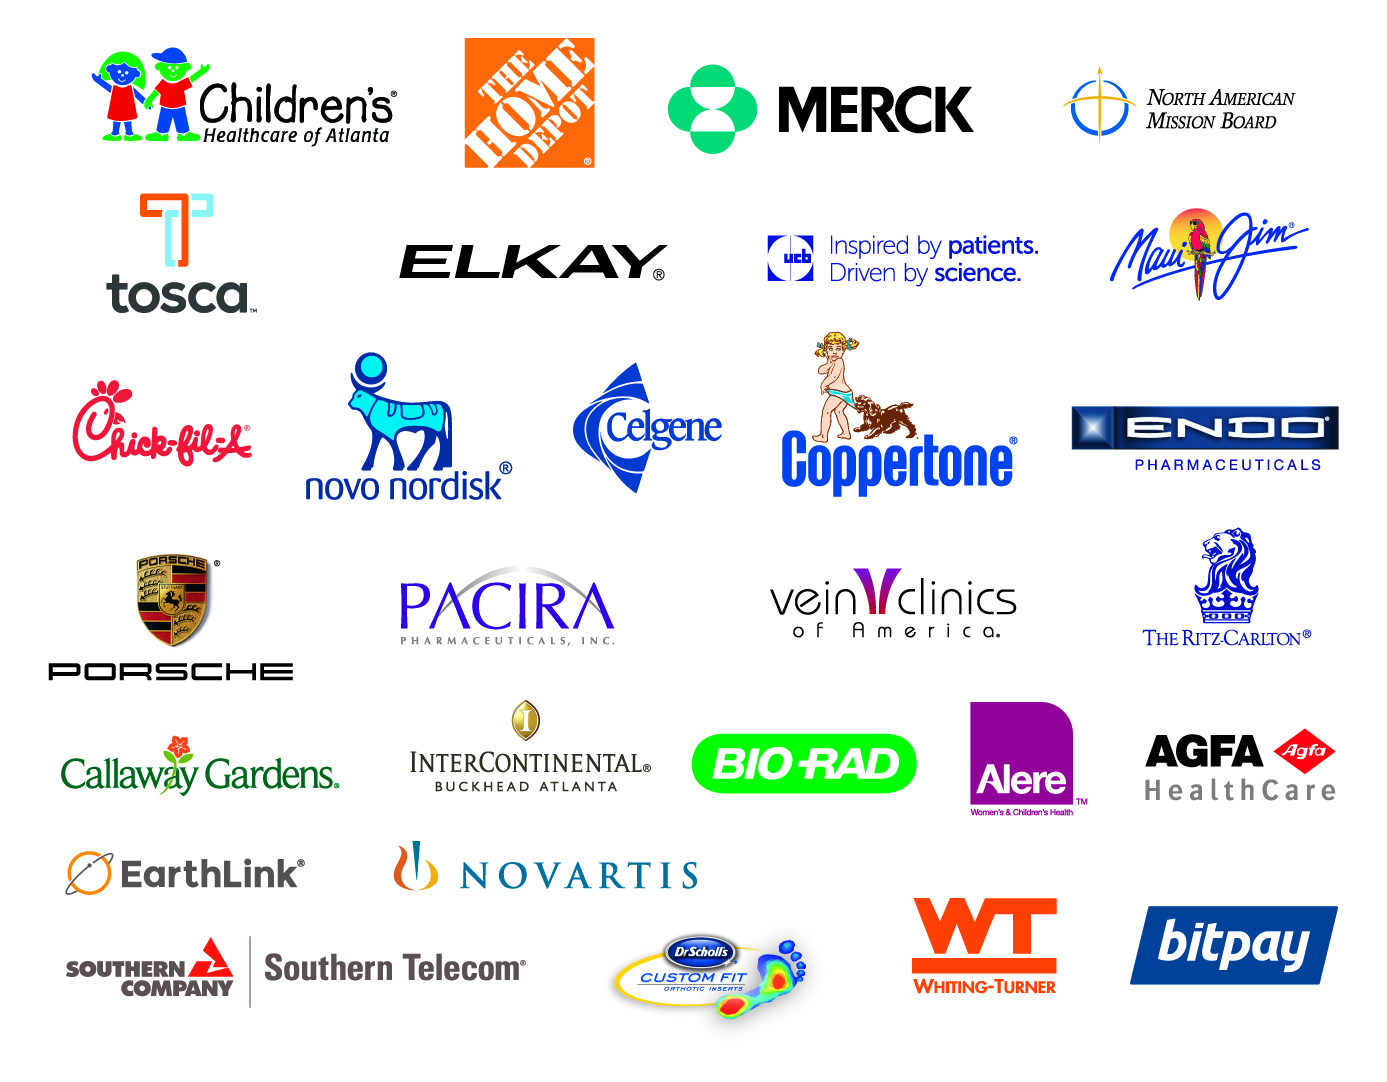 Children's®
Healthcare of Atlanta
THE
HOME
DEPOT
®
MERCK
NORTH AMERICAN
MISSION BOARD
tosca™
ELKAY®
ucb
Inspired by patients.
Driven by science.
Maui Jim®
Chick-fil-A®
novo nordisk®
Celgene
Coppertone®
ENDO®
PHARMACEUTICALS
PORSCHE
®
PORSCHE
PACIRA
PHARMACEUTICALS, INC.
vein clinics
of America®
THE RITZ-CARLTON®
Callaway Gardens®
I
INTERCONTINENTAL®
BUCKHEAD ATLANTA
BIO-RAD
Alere™
Women's & Children's Health
AGFA
Agfa
HealthCare
EarthLink®
NOVARTIS
SOUTHERN
COMPANY
Southern Telecom®
Dr Scholl's
CUSTOM FIT
ORTHOTIC INSERTS
WT
WHITING-TURNER
bitpay